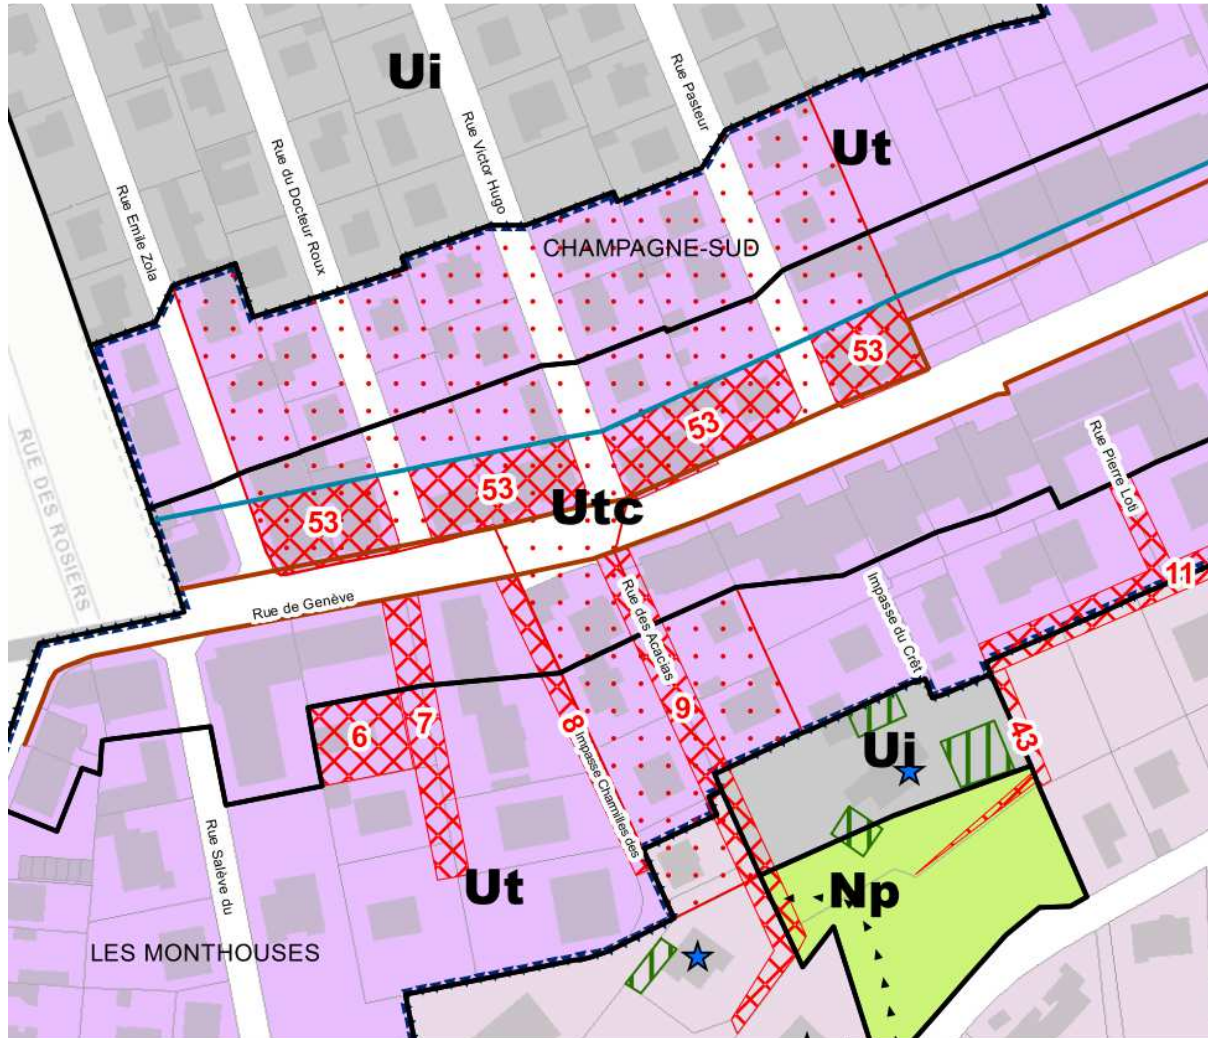 Ui
Rue Pasteur
Rue Victor Hugo
Ut
Rue du Docteur Roux
Rue Emile Zola
CHAMPAGNE-SUD
53
53
53
53
RUE DES ROSIERS
Utc
Rue Pierre Loti
11
Rue de Genève
Rue des Acacias
Impasse du Crêt
6
7
8
9
43
Ui
Impasse Charmilles des
Rue Salève du
Ut
Np
LES MONTHOUSES